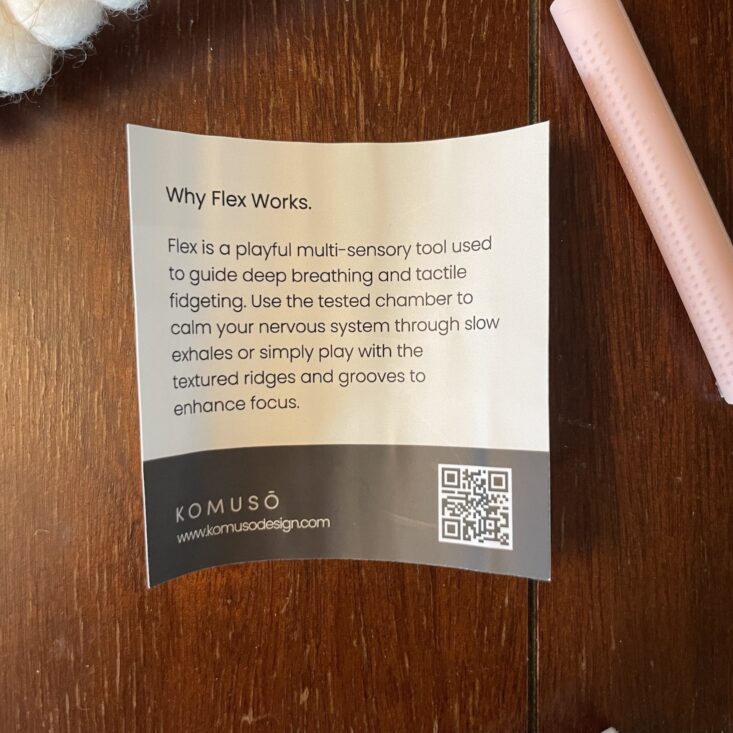 Why Flex Works.
Flex is a playful multi-sensory tool used
to guide deep breathing and tactile
fidgeting. Use the tested chamber to
calm your nervous system through slow
exhales or simply play with the
textured ridges and grooves to
enhance focus.
KOMUSŌ
www.komusodesign.com